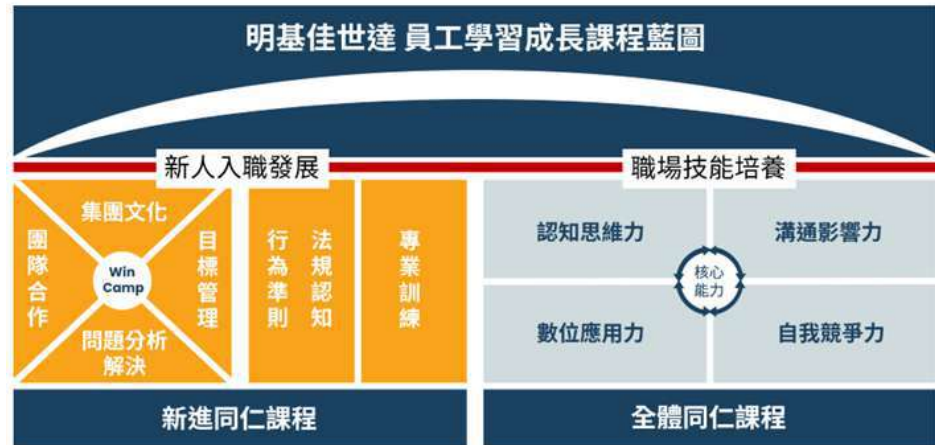 明基佳世達 員工學習成長課程藍圖
新人入職發展
職場技能培養
集團文化
團隊合作
Win
Camp
目標管理
問題分析
解決
行為準則
法規認知
專業訓練
認知思維力
溝通影響力
核心
能力
數位應用力
自我競爭力
新進同仁課程
全體同仁課程